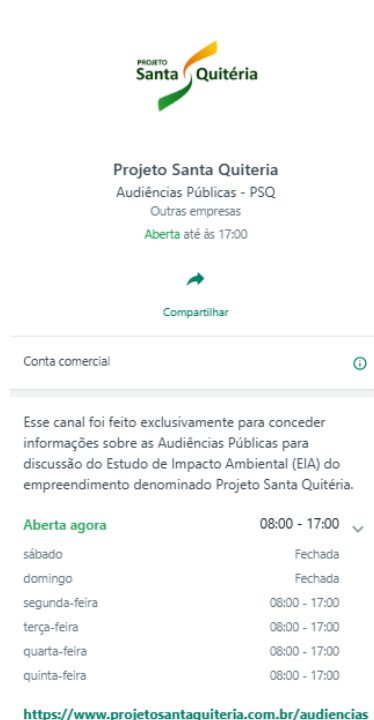 PROJETO
Santa Quitéria
Projeto Santa Quiteria
Audiências Públicas - PSQ
Outras empresas
Aberta até às 17:00
Compartilhar
Conta comercial
Esse canal foi feito exclusivamente para conceder
informações sobre as Audiências Públicas para
discussão do Estudo de Impacto Ambiental (EIA) do
empreendimento denominado Projeto Santa Quitéria.
Aberta agora 08:00 - 17:00
sábado Fechada
domingo Fechada
segunda-feira 08:00 - 17:00
terça-feira 08:00 - 17:00
quarta-feira 08:00 - 17:00
quinta-feira 08:00 - 17:00
https://www.projetosantaquiteria.com.br/audiencias